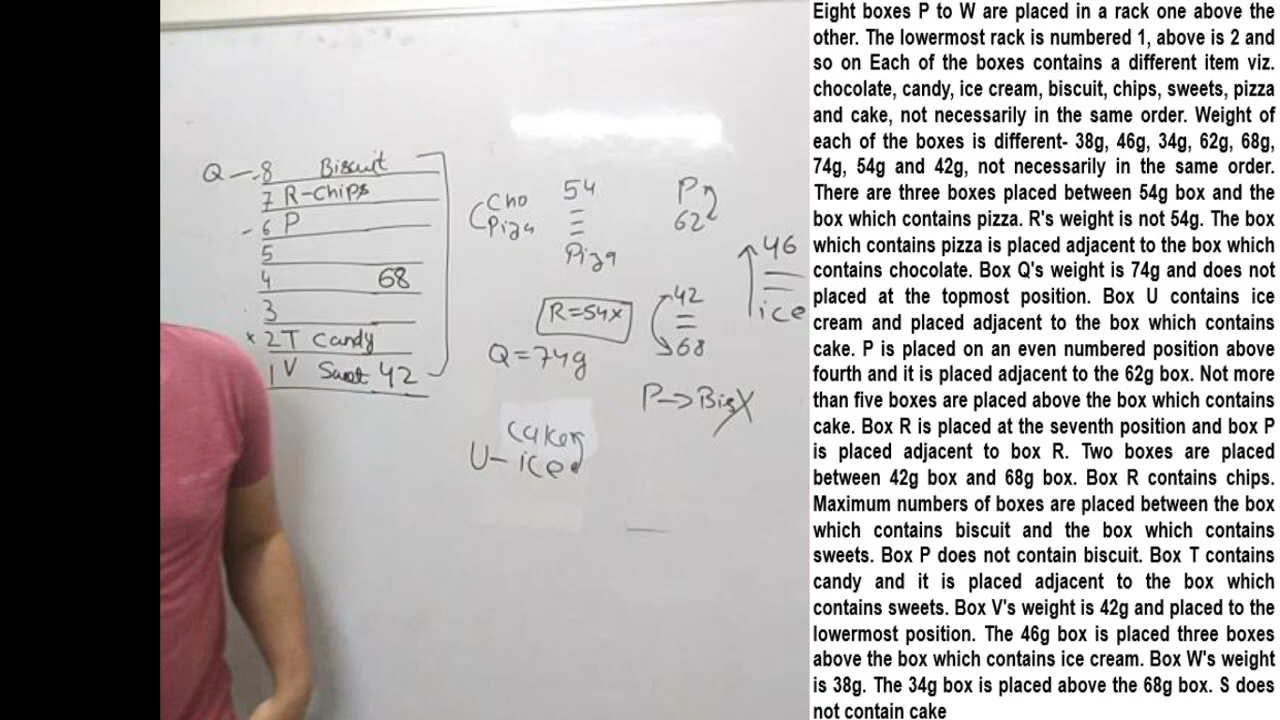 Q - 8 Biscuit
7 R-chips
- 6 P
5
4 68
3
x 2 T candy
1 V Sweet 42
Cho
Piza
54
Piza
P
62
46
ice
R=54x
42
68
Q=74g
P→Bis X
cake
U- ice
Eight boxes P to W are placed in a rack one above the
other. The lowermost rack is numbered 1, above is 2 and
so on Each of the boxes contains a different item viz.
chocolate, candy, ice cream, biscuit, chips, sweets, pizza
and cake, not necessarily in the same order. Weight of
each of the boxes is different- 38g, 46g, 34g, 62g, 68g,
74g, 54g and 42g, not necessarily in the same order.
There are three boxes placed between 54g box and the
box which contains pizza. R's weight is not 54g. The box
which contains pizza is placed adjacent to the box which
contains chocolate. Box Q's weight is 74g and does not
placed at the topmost position. Box U contains ice
cream and placed adjacent to the box which contains
cake. P is placed on an even numbered position above
fourth and it is placed adjacent to the 62g box. Not more
than five boxes are placed above the box which contains
cake. Box R is placed at the seventh position and box P
is placed adjacent to box R. Two boxes are placed
between 42g box and 68g box. Box R contains chips.
Maximum numbers of boxes are placed between the box
which contains biscuit and the box which contains
sweets. Box P does not contain biscuit. Box T contains
candy and it is placed adjacent to the box which
contains sweets. Box V's weight is 42g and placed to the
lowermost position. The 46g box is placed three boxes
above the box which contains ice cream. Box W's weight
is 38g. The 34g box is placed above the 68g box. S does
not contain cake